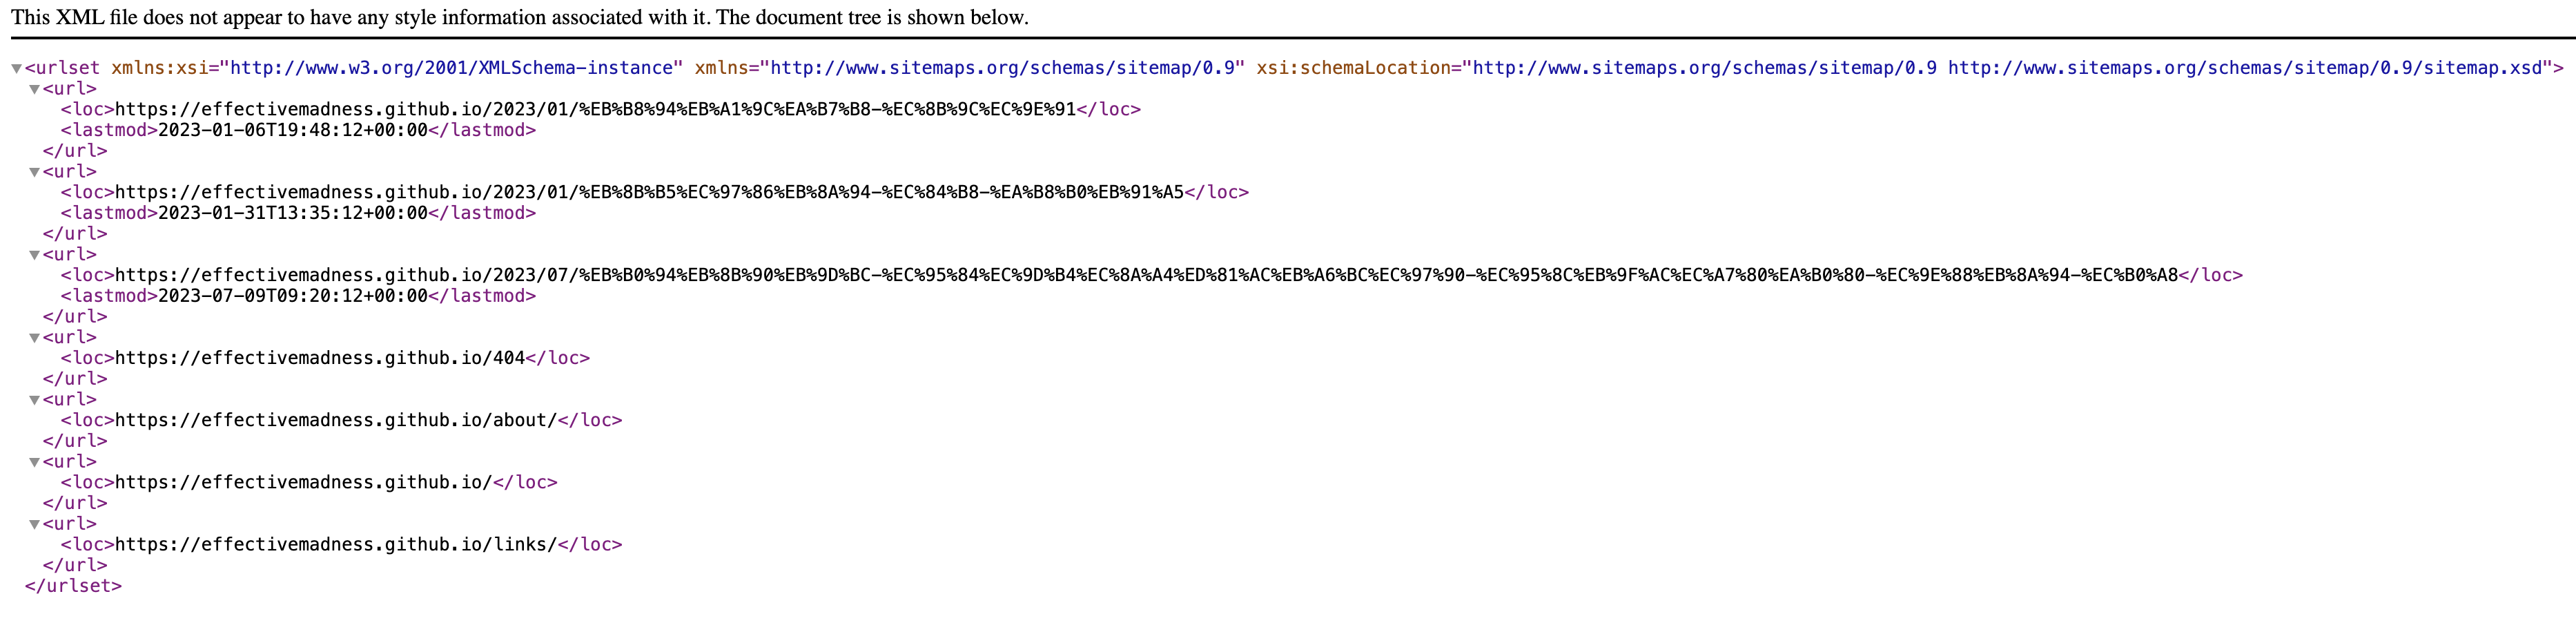 This XML file does not appear to have any style information associated with it. The document tree is shown below.
▼<urlset xmlns:xsi="http://www.w3.org/2001/XMLSchema-instance" xmlns="http://www.sitemaps.org/schemas/sitemap/0.9" xsi:schemaLocation="http://www.sitemaps.org/schemas/sitemap/0.9 http://www.sitemaps.org/schemas/sitemap/0.9/sitemap.xsd">
▼<url>
<loc>https://effectivemadness.github.io/2023/01/%EB%B8%94%EB%A1%9C%EA%B7%B8-%EC%8B%9C%EC%9E%91</loc>
<lastmod>2023-01-06T19:48:12+00:00</lastmod>
</url>
▼<url>
<loc>https://effectivemadness.github.io/2023/01/%EB%8B%B5%EC%97%86%EB%8A%94-%EC%84%B8-%EA%B8%B0%EB%91%A5</loc>
<lastmod>2023-01-31T13:35:12+00:00</lastmod>
</url>
▼<url>
<loc>https://effectivemadness.github.io/2023/07/%EB%B0%94%EB%8B%90%EB%9D%BC-%EC%95%84%EC%9D%B4%EC%8A%A4%ED%81%AC%EB%A6%BC%EC%97%90-%EC%95%8C%EB%9F%AC%EC%A7%80%EA%B0%80-%EC%9E%88%EB%8A%94-%EC%B0%A8</loc>
<lastmod>2023-07-09T09:20:12+00:00</lastmod>
</url>
▼<url>
<loc>https://effectivemadness.github.io/404</loc>
</url>
▼<url>
<loc>https://effectivemadness.github.io/about/</loc>
</url>
▼<url>
<loc>https://effectivemadness.github.io/</loc>
</url>
▼<url>
<loc>https://effectivemadness.github.io/links/</loc>
</url>
</urlset>